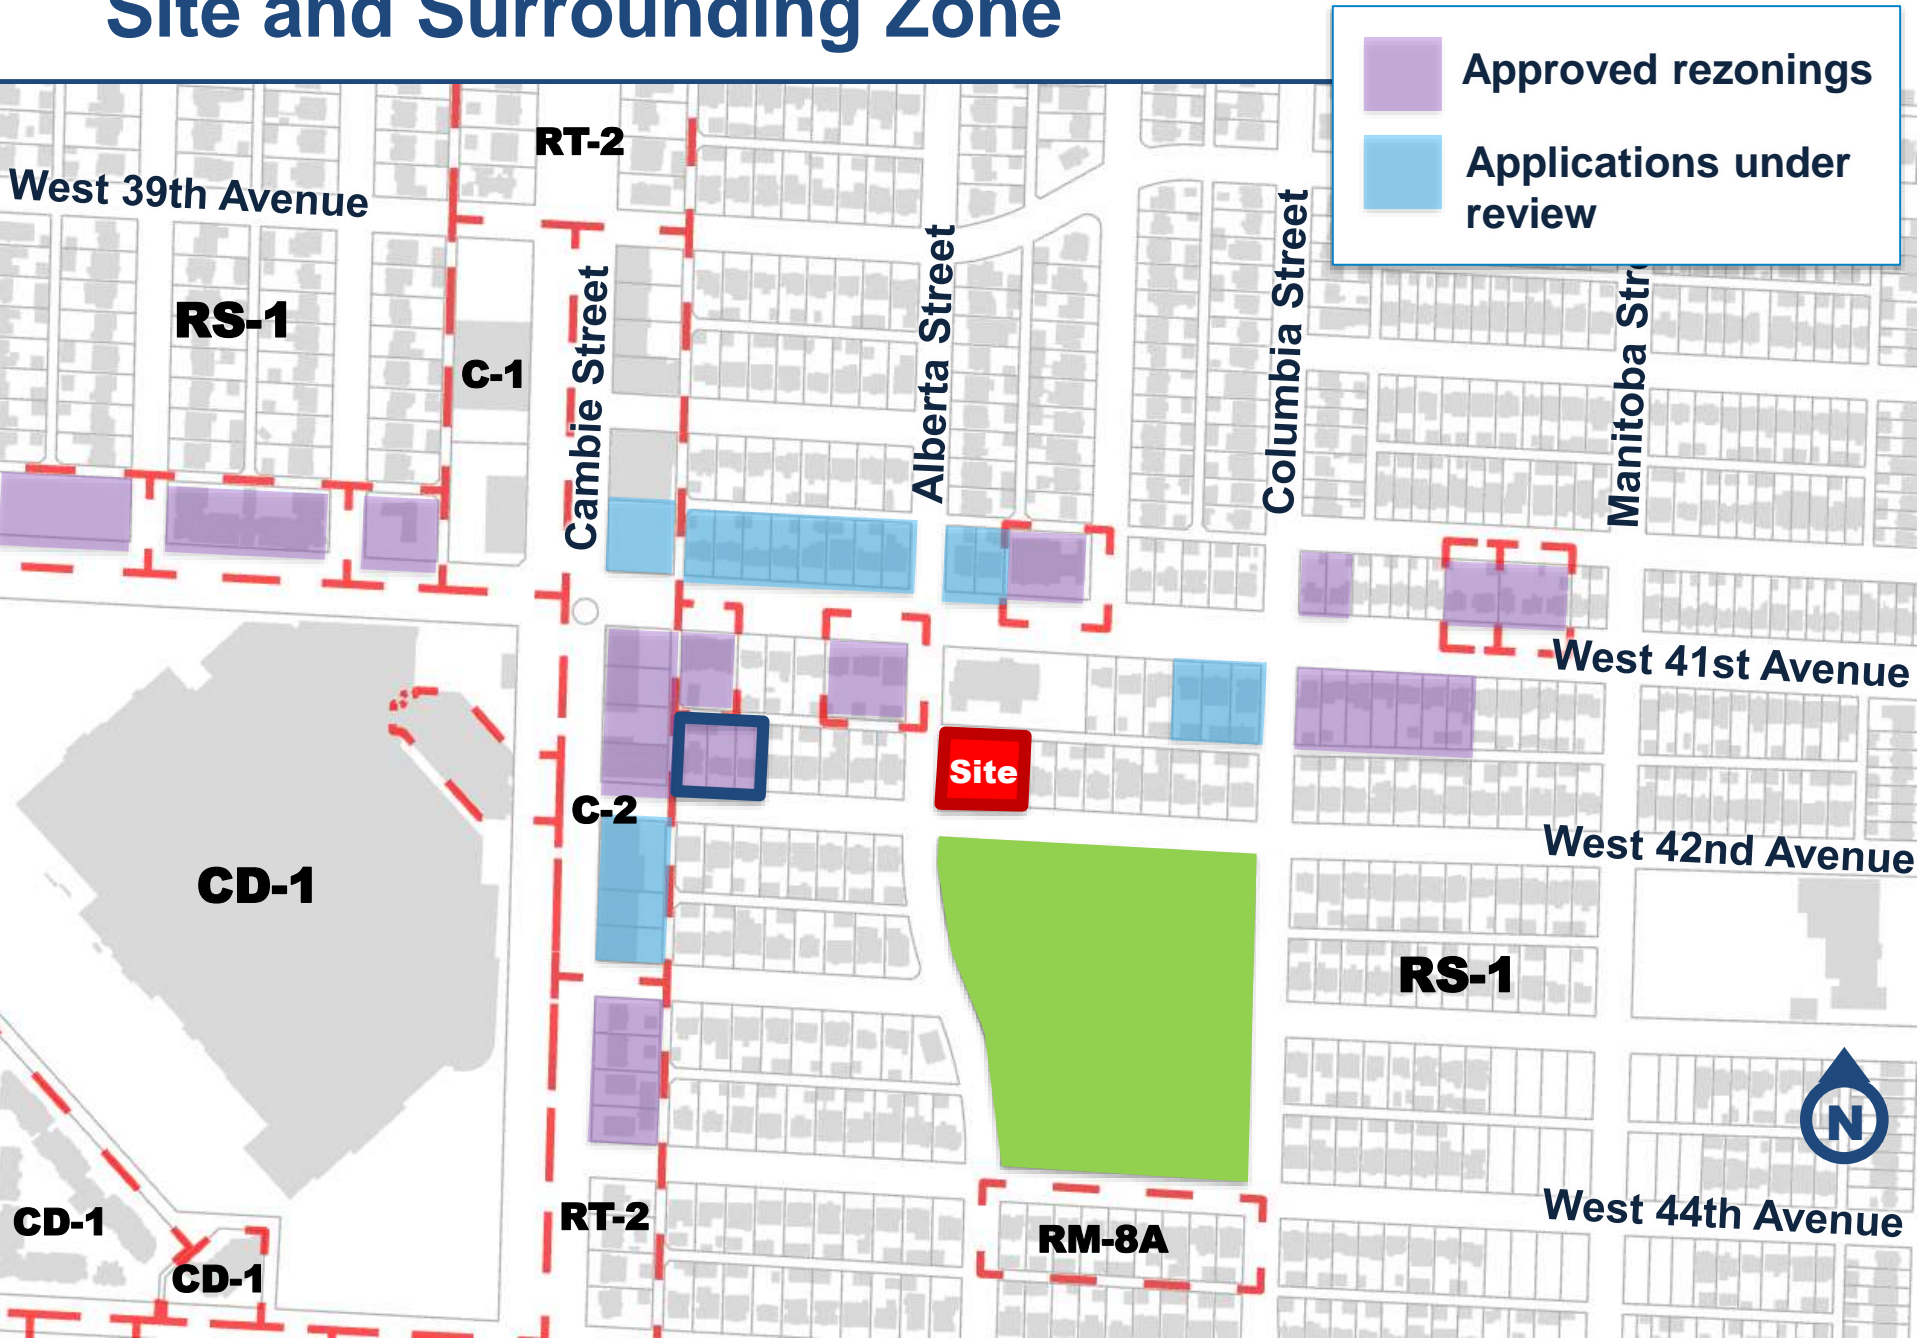 Site and Surrounding Zone
Approved rezonings
Applications under
review
RT-2
West 39th Avenue
RS-1
C-1
Cambie Street
Alberta Street
Columbia Street
Manitoba
West 41st Avenue
Site
C-2
West 42nd Avenue
CD-1
RS-1
N
West 44th Avenue
CD-1
RT-2
RM-8A
CD-1